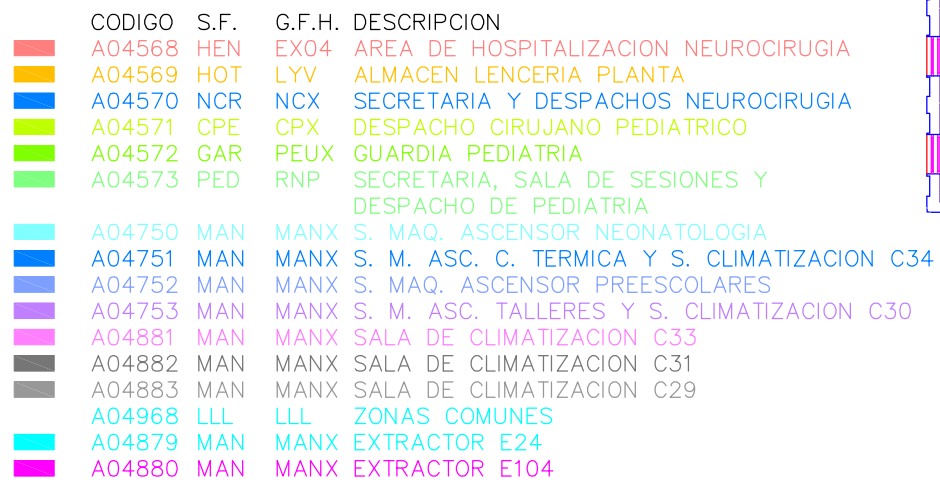 CODIGO S.F. G.F.H. DESCRIPCION
A04568 HEN EX04 AREA DE HOSPITALIZACION NEUROCIRUGIA
A04569 HOT LYV ALMACEN LENCERIA PLANTA
A04570 NCR NCX SECRETARIA Y DESPACHOS NEUROCIRUGIA
A04571 CPE CPX DESPACHO CIRUJANO PEDIATRICO
A04572 GAR PEUX GUARDIA PEDIATRIA
A04573 PED RNP SECRETARIA, SALA DE SESIONES Y
DESPACHO DE PEDIATRIA
A04750 MAN MANX S. MAQ. ASCENSOR NEONATOLOGIA
A04751 MAN MANX S. M. ASC. C. TERMICA Y S. CLIMATIZACION C34
A04752 MAN MANX S. MAQ. ASCENSOR PREESCOLARES
A04753 MAN MANX S. M. ASC. TALLERES Y S. CLIMATIZACION C30
A04881 MAN MANX SALA DE CLIMATIZACION C33
A04882 MAN MANX SALA DE CLIMATIZACION C31
A04883 MAN MANX SALA DE CLIMATIZACION C29
A04968 LLL LLL ZONAS COMUNES
A04879 MAN MANX EXTRACTOR E24
A04880 MAN MANX EXTRACTOR E104